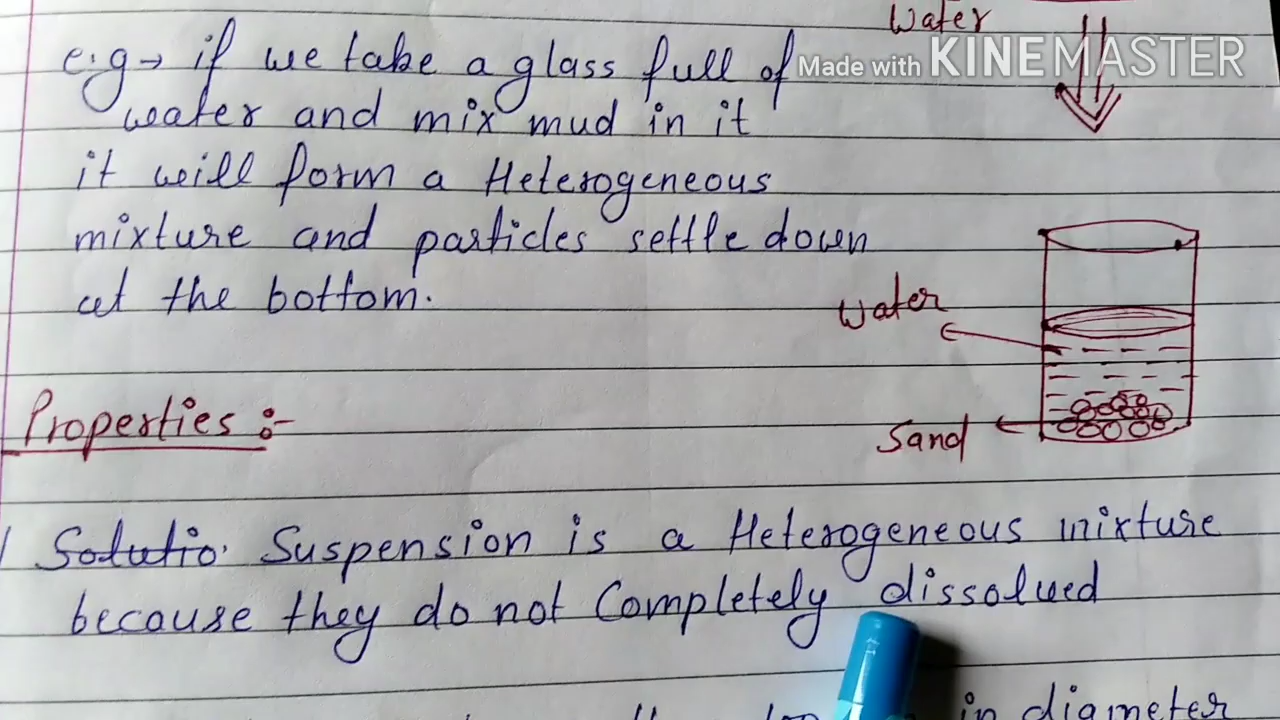 Water
Made with KINEMASTER
e.g → if we take a glass full of
water and mix mud in it
it will form a Heterogeneous
mixture and particles settle down
at the bottom.
Water
Sand
Properties :-
1 Solutio. Suspension is a Heterogeneous mixture
because they do not Completely dissolved
in diameter